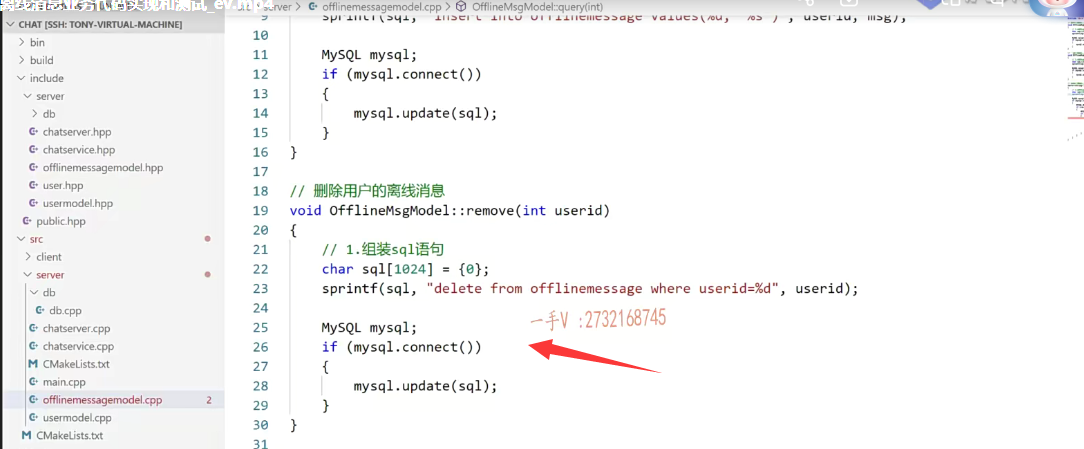 CHAT [SSH: TONY-VIRTUAL-MACHINE]
bin
build
include
server
db
chatserver.hpp
chatservice.hpp
offlinemessagemodel.hpp
user.hpp
usermodel.hpp
public.hpp
src
client
server
db
db.cpp
chatserver.cpp
chatservice.cpp
CMakeLists.txt
main.cpp
offlinemessagemodel.cpp 2
usermodel.cpp
CMakeLists.txt
offlinemessagemodel.cpp > OfflineMsgModel::query(int)
9 sprintf(sql, "insert into offlinemessage values(%d, '%s')", userid, msg);
10
11 MySQL mysql;
12 if (mysql.connect())
13 {
14 mysql.update(sql);
15 }
16 }
17
18 // 删除用户的离线消息
19 void OfflineMsgModel::remove(int userid)
20 {
21 // 1.组装sql语句
22 char sql[1024] = {0};
23 sprintf(sql, "delete from offlinemessage where userid=%d", userid);
24
25 MySQL mysql;
26 if (mysql.connect())
27 {
28 mysql.update(sql);
29 }
30 }
31
一手V :2732168745